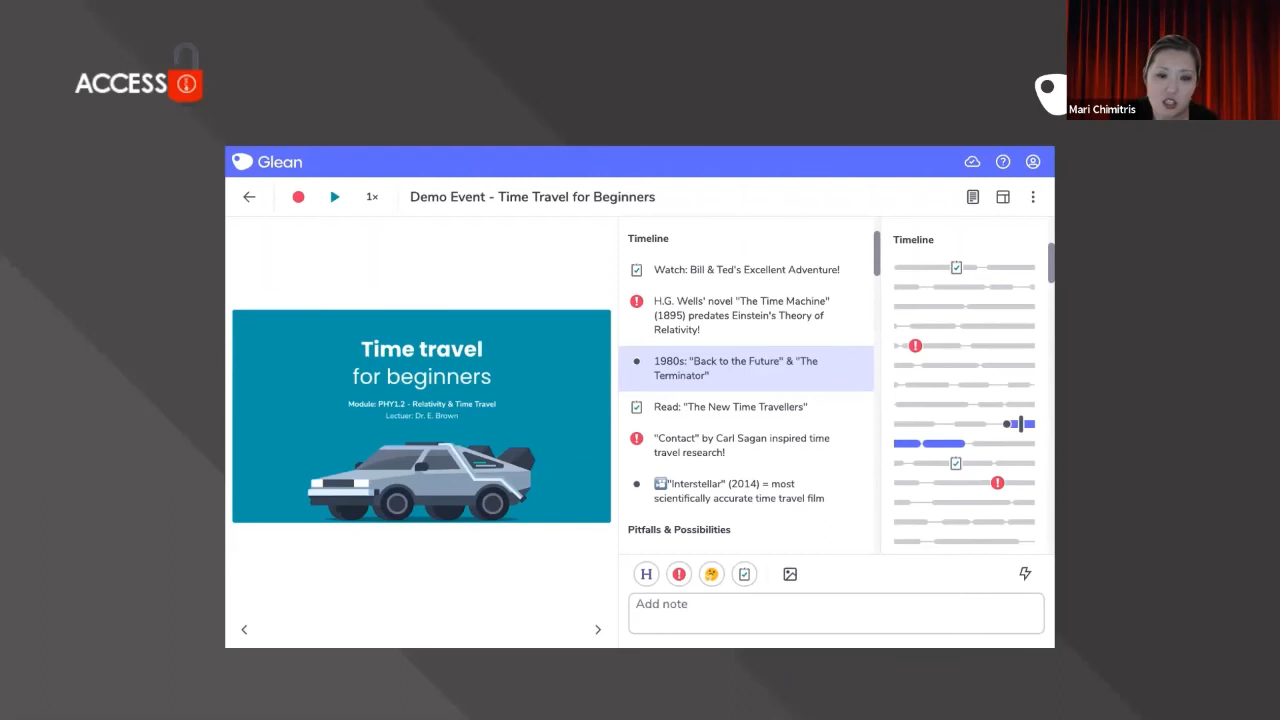 ACCESS
Mari Chimitris
Glean
1×
Demo Event - Time Travel for Beginners
Time travel
for beginners
Module: PHY1.2 - Relativity & Time Travel
Lectuer: Dr. E. Brown
Timeline
Watch: Bill & Ted's Excellent Adventure!
H.G. Wells' novel "The Time Machine"
(1895) predates Einstein's Theory of
Relativity!
1980s: "Back to the Future" & "The
Terminator"
Read: "The New Time Travellers"
"Contact" by Carl Sagan inspired time
travel research!
"Interstellar" (2014) = most
scientifically accurate time travel film
Pitfalls & Possibilities
Timeline
H
Add note